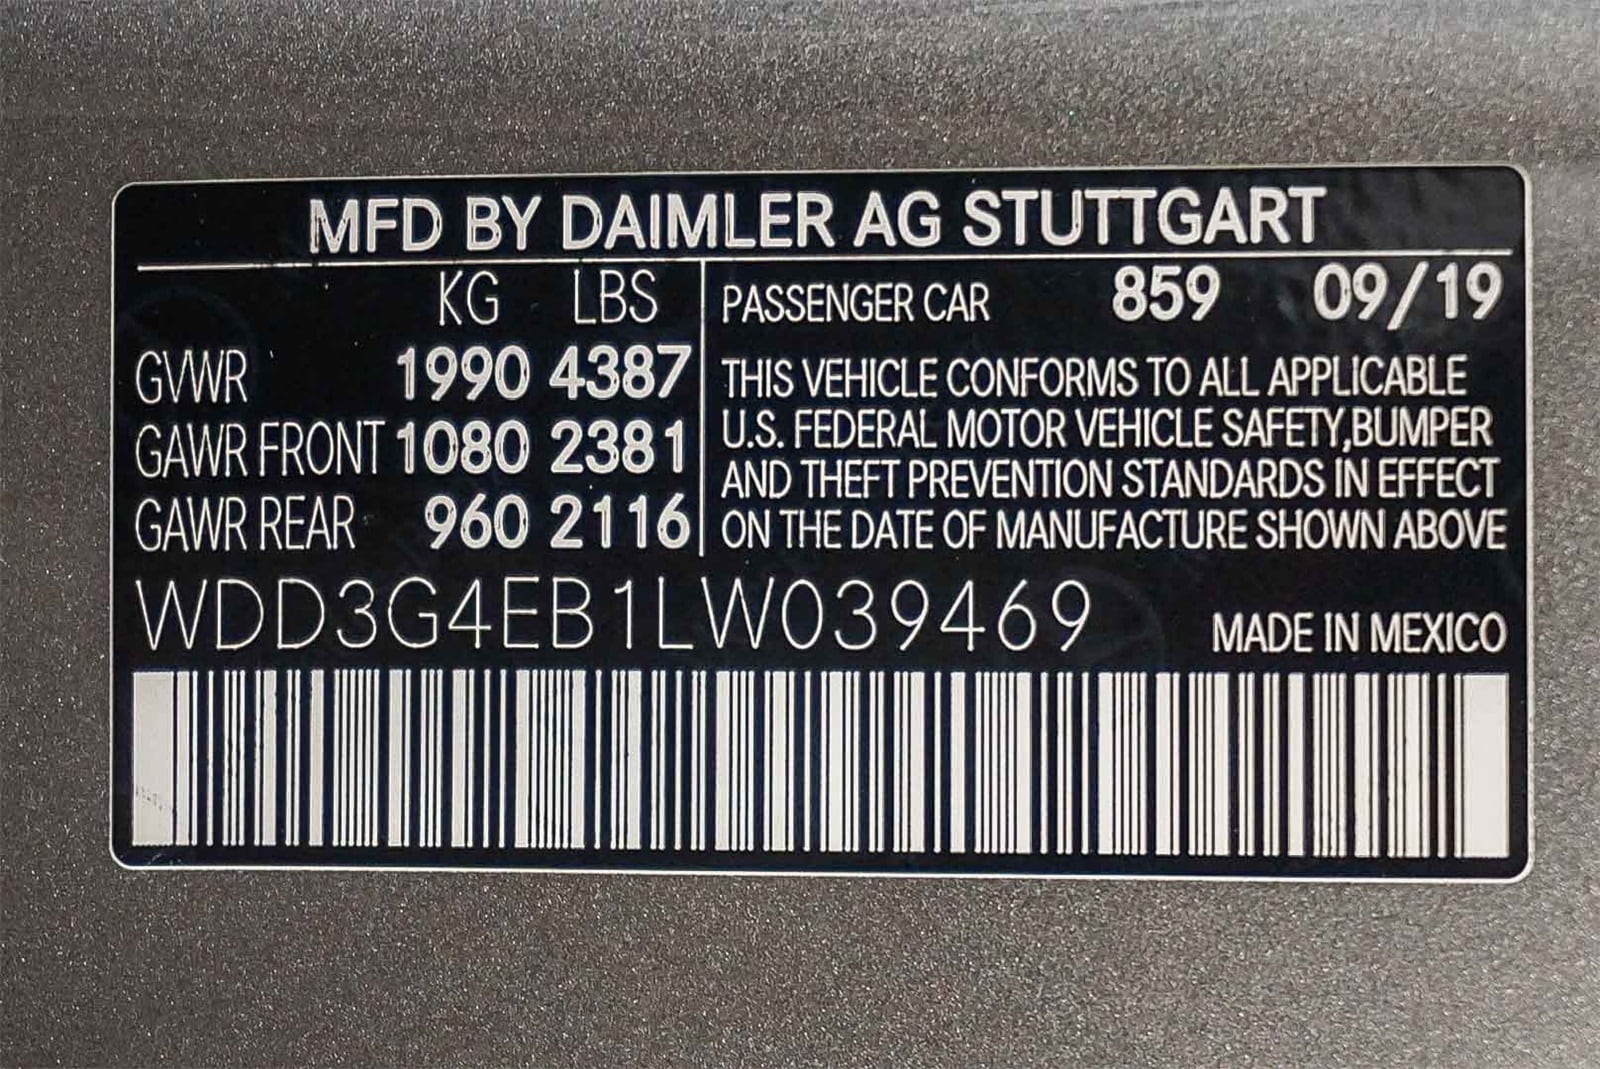 MFD BY DAIMLER AG STUTTGART
KG LBS
GVWR 1990 4387
GAWR FRONT 1080 2381
GAWR REAR 960 2116
PASSENGER CAR 859 09/19
THIS VEHICLE CONFORMS TO ALL APPLICABLE
U.S. FEDERAL MOTOR VEHICLE SAFETY,BUMPER
AND THEFT PREVENTION STANDARDS IN EFFECT
ON THE DATE OF MANUFACTURE SHOWN ABOVE
WDD3G4EB1LW039469
MADE IN MEXICO